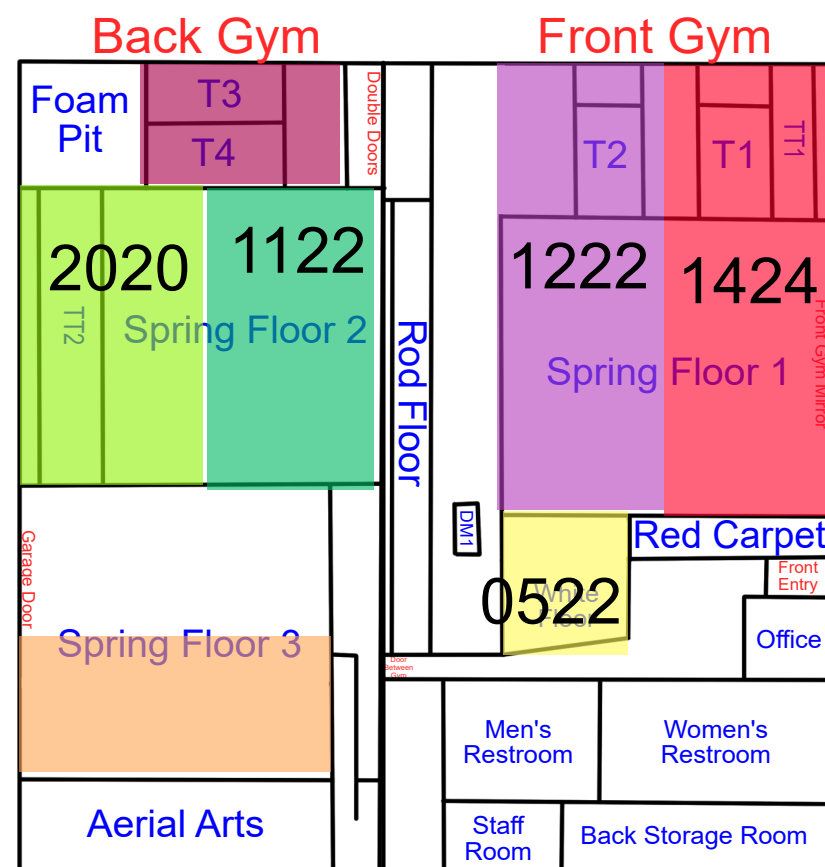 Back Gym
Front Gym
Foam
Pit
T3
T4
Double Doors
T2
T1
TT1
2020
1122
1222
1424
TT2
Spring Floor 2
Rod Floor
Spring Floor 1
Front Gym Mirror
DM1
Red Carpet
Garage Door
0522
White
Floor
Front
Entry
Spring Floor 3
Office
Door
Between
Gym
Men's
Restroom
Women's
Restroom
Aerial Arts
Staff
Room
Back Storage Room